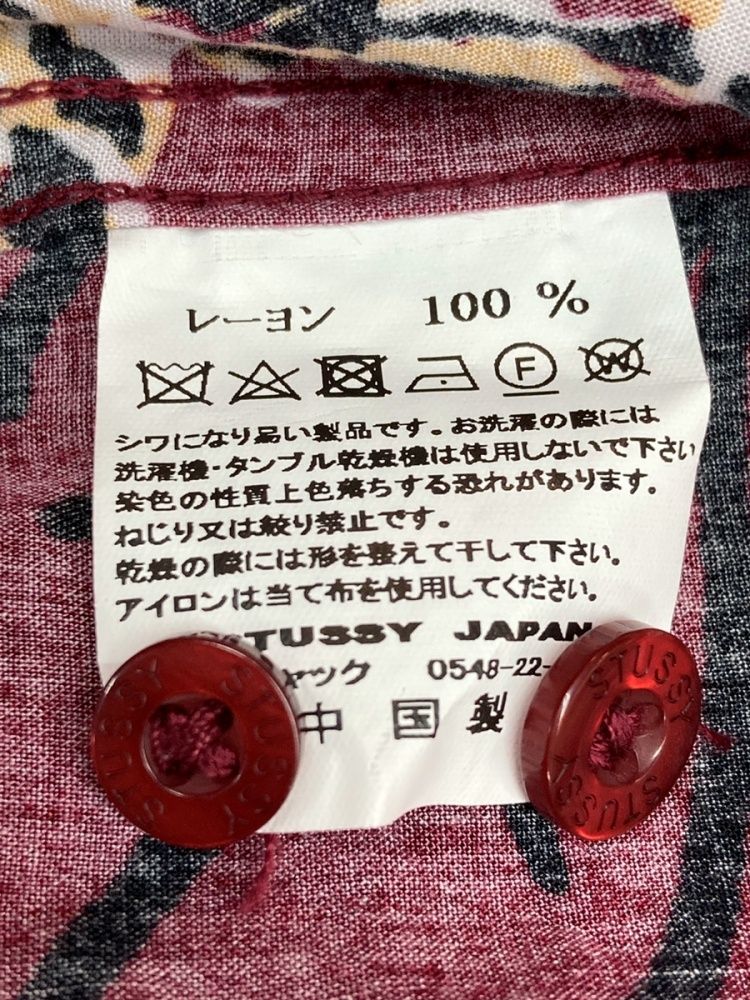 レーヨン 100 %
F W
シワになり易い製品です。お洗濯の際には
洗濯機・タンブル乾燥機は使用しないで下さい
染色の性質上色落ちする恐れがあります。
ねじり又は絞り禁止です。
乾燥の際には形を整えて干して下さい。
アイロンは当て布を使用してください。
STUSSY JAPAN
ャック 0548-22-
中国製
STUSSY STUSSY STUSSY
STUSSY STUSSY